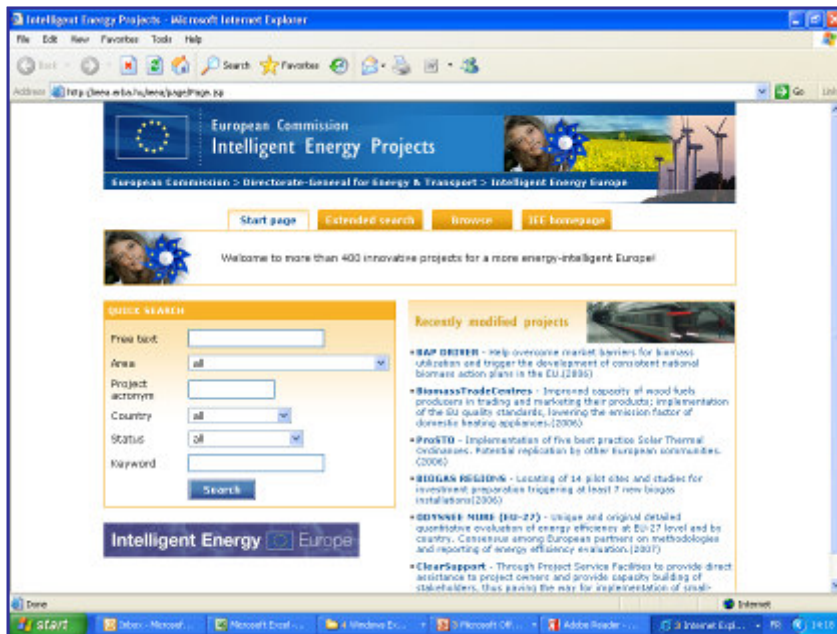 Intelligent Energy Projects - Microsoft Internet Explorer
File Edit View Favorites Tools Help
Search Favorites
Address
Go
European Commission
Intelligent Energy Projects
European Commission > Directorate-General for Energy & Transport > Intelligent Energy Europe
Start page Extended search Browse IEE homepage
Welcome to more than 400 innovative projects for a more energy-intelligent Europe!
QUICK SEARCH
Free text
Area all
Project acronym
Country all
Status all
Keyword
Search
Intelligent Energy Europe
Recently modified projects
BAP DRIVER - Help overcome market barriers for biomass
utilization and trigger the development of consistent national
biomass action plans in the EU.(2006)
BiomassTradeCentres - Improved capacity of wood fuels
producers in trading and marketing their products; implementation
of the EU quality standards, lowering the emission factor of
domestic heating appliances.(2006)
ProSTO - Implementation of five best practice Solar Thermal
Ordinances. Potential replication by other European communities.
(2006)
BIOGAS REGIONS - Locating of 14 pilot sites and studies for
investment preparation triggering at least 7 new biogas
installations(2006)
ODYSSEE MURE (EU-27) - Unique and original detailed
quantitative evaluation of energy efficiency at EU-27 level and by
country. Consensus among European partners on methodologies
and reporting of energy efficiency evaluation.(2007)
ClearSupport - Through Project Service Facilities to provide direct
assistance to project owners and provide capacity building of
stakeholders, thus paving the way for implementation of small-
Done Internet
start Inbox - Microsof... Microsoft Excel -... 4 Windows Ex... 3 Microsoft Off... Adobe Reader -... 3 Internet Expl... FR